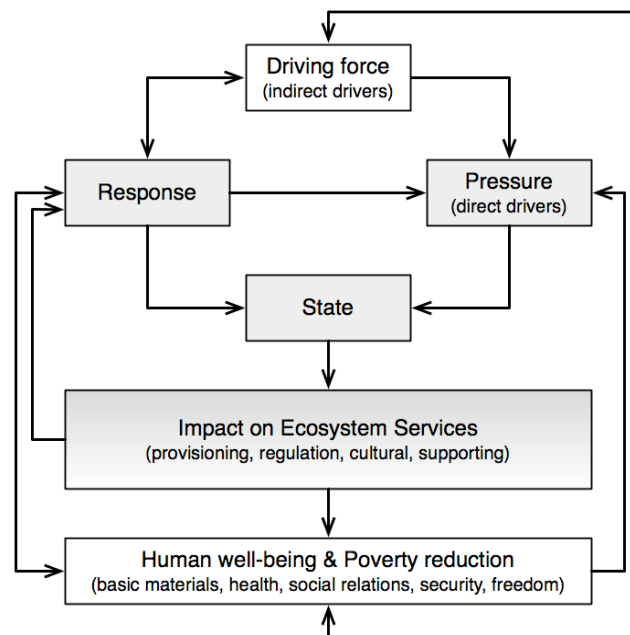 Driving force
(indirect drivers)
Response
Pressure
(direct drivers)
State
Impact on Ecosystem Services
(provisioning, regulation, cultural, supporting)
Human well-being & Poverty reduction
(basic materials, health, social relations, security, freedom)